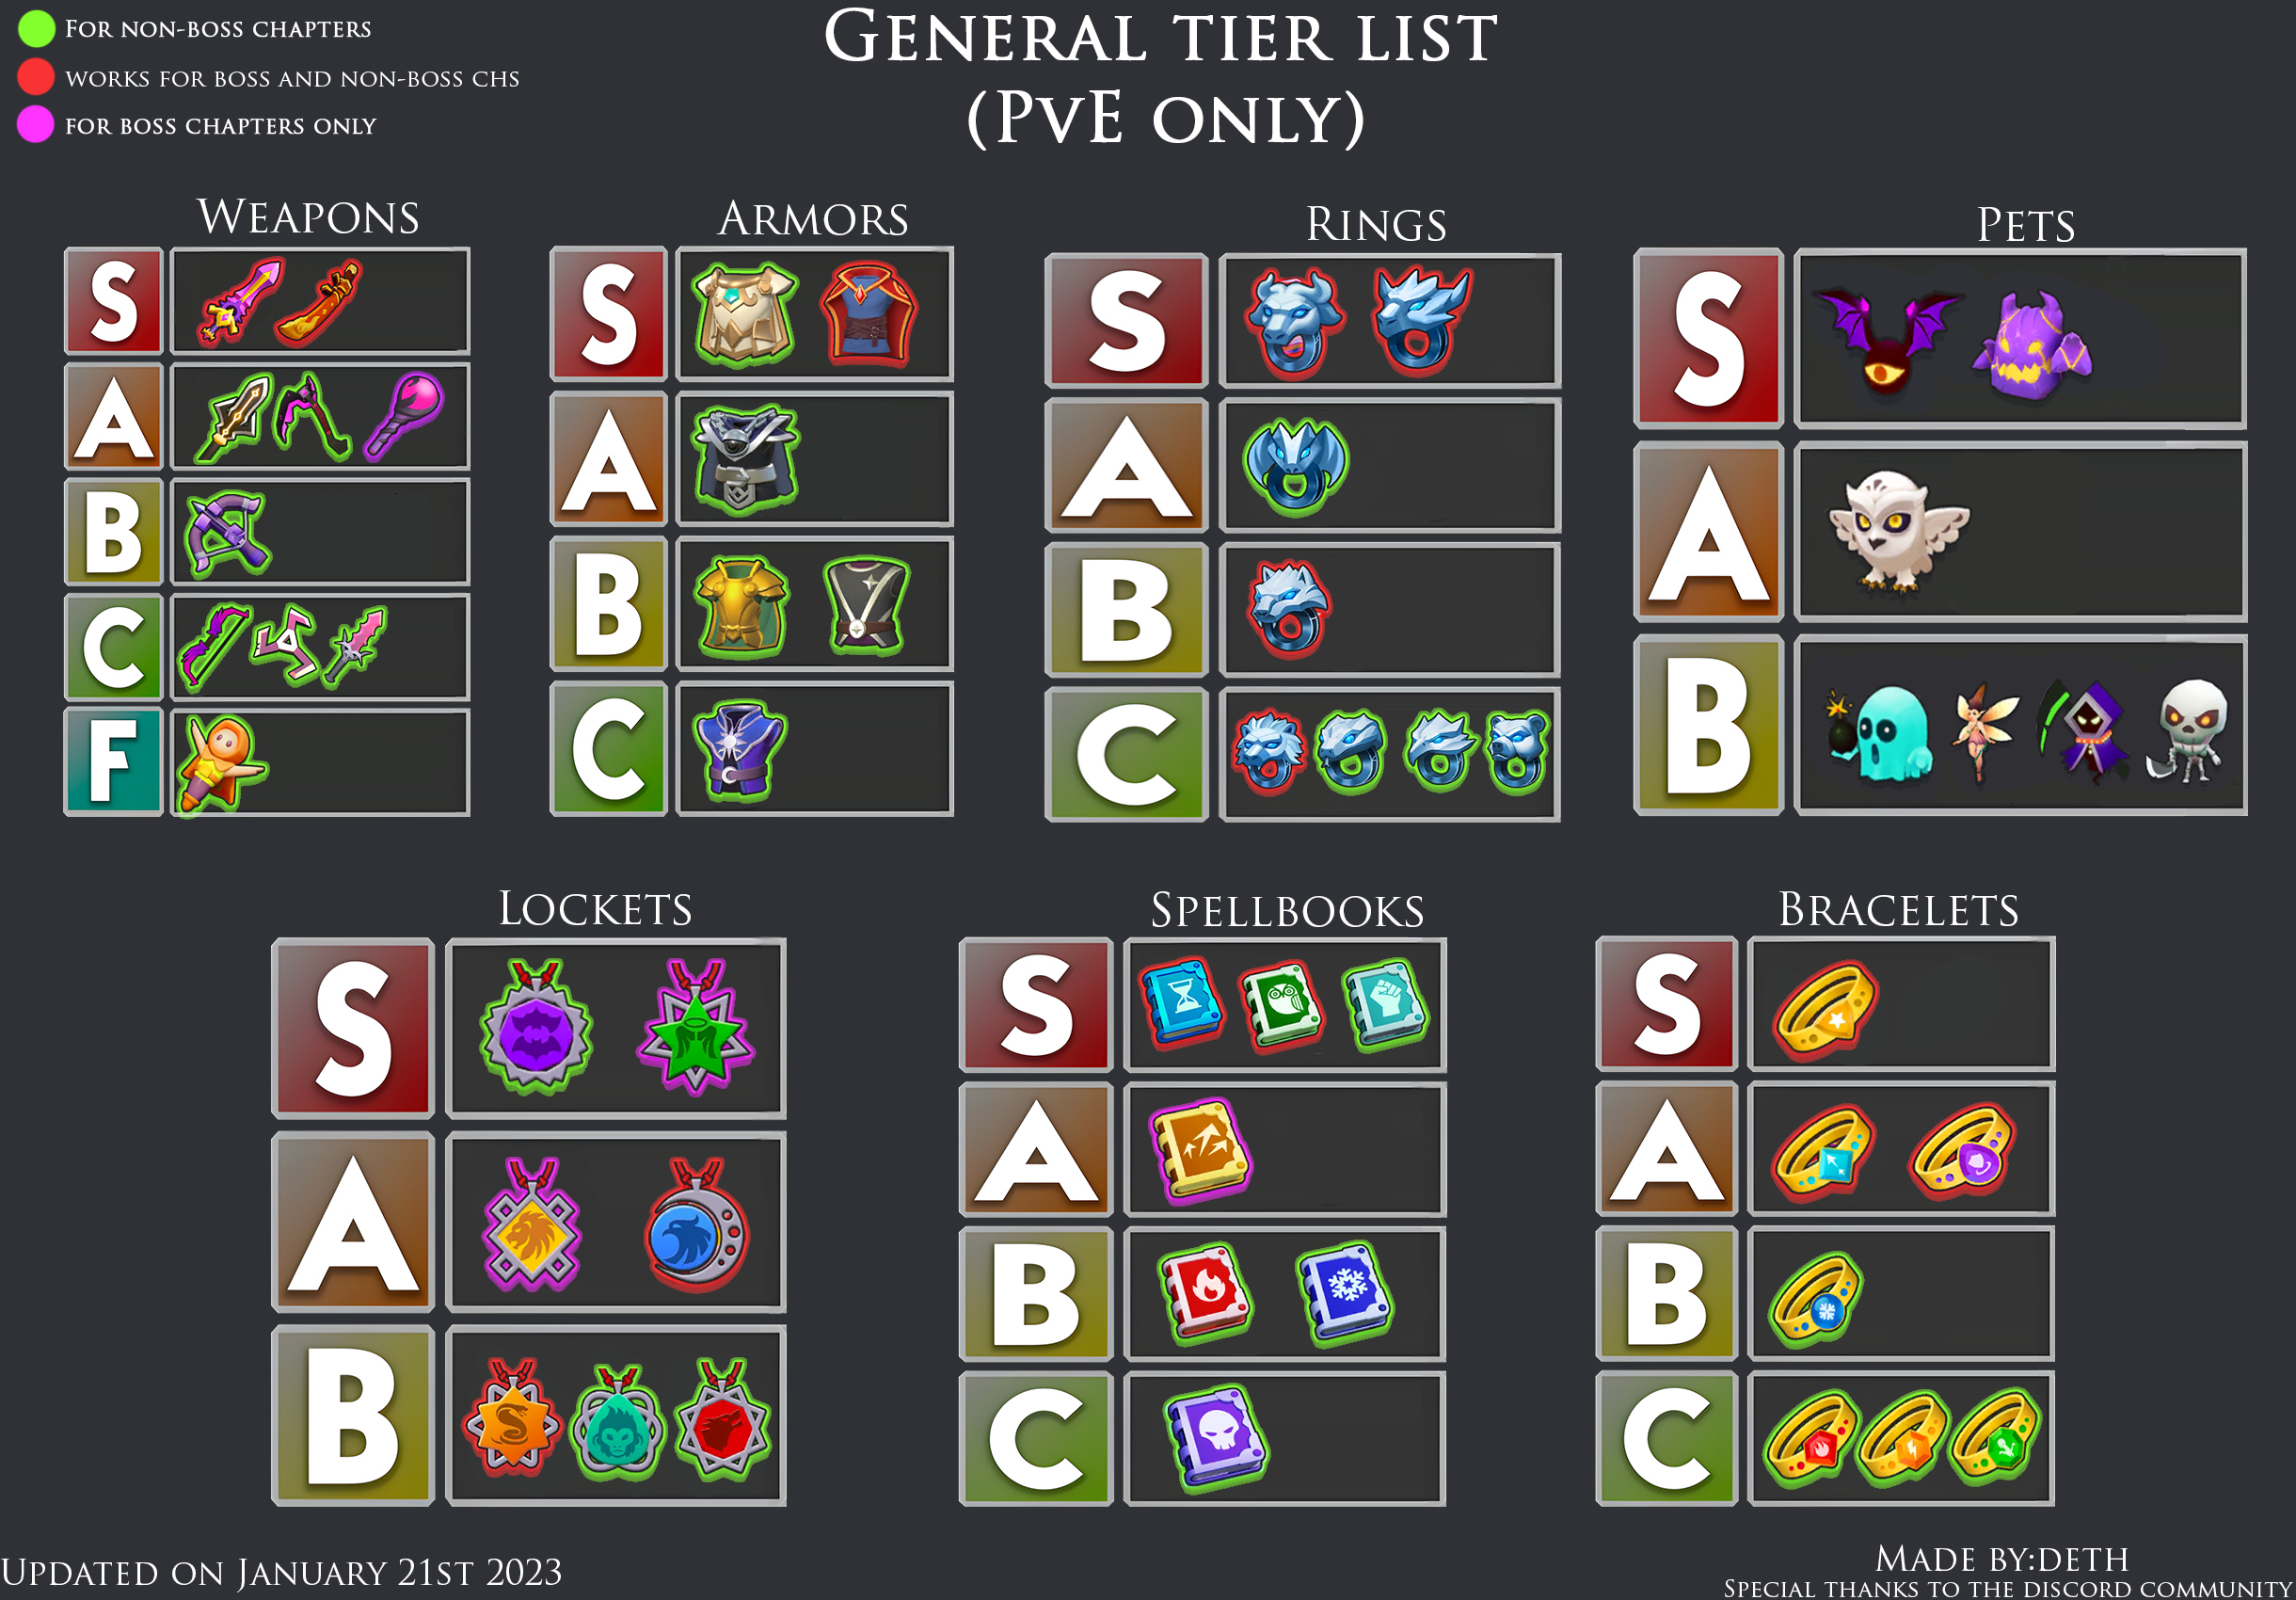 For non-boss chapters
works for boss and non-boss chs
for boss chapters only
General tier list
(PvE only)
Weapons
S
A
B
C
F
Armors
S
A
B
C
Rings
S
A
B
C
Pets
S
A
B
Lockets
S
A
B
Spellbooks
S
A
B
C
Bracelets
S
A
B
C
Updated on January 21st 2023
Made by:deth
Special thanks to the discord community